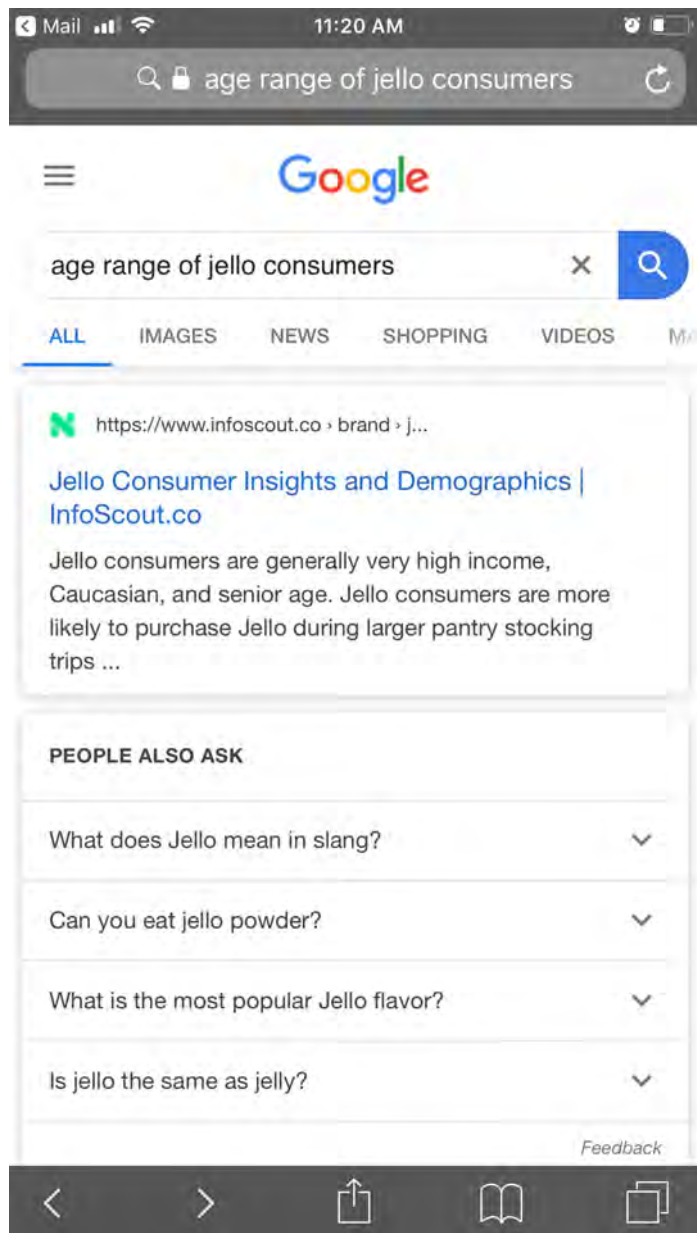 Mail 11:20 AM
age range of jello consumers
Google
age range of jello consumers
ALL IMAGES NEWS SHOPPING VIDEOS MA
https://www.infoscout.co › brand › j...
Jello Consumer Insights and Demographics |
InfoScout.co
Jello consumers are generally very high income,
Caucasian, and senior age. Jello consumers are more
likely to purchase Jello during larger pantry stocking
trips ...
PEOPLE ALSO ASK
What does Jello mean in slang?
Can you eat jello powder?
What is the most popular Jello flavor?
Is jello the same as jelly?
Feedback